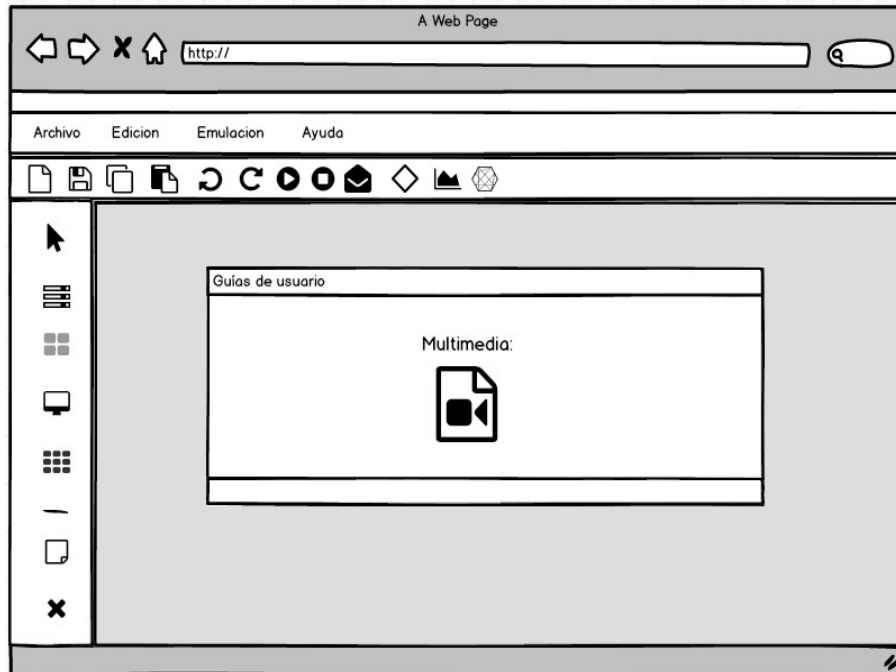 A Web Page
http://
Archivo Edicion Emulacion Ayuda
Guías de usuario
Multimedia: